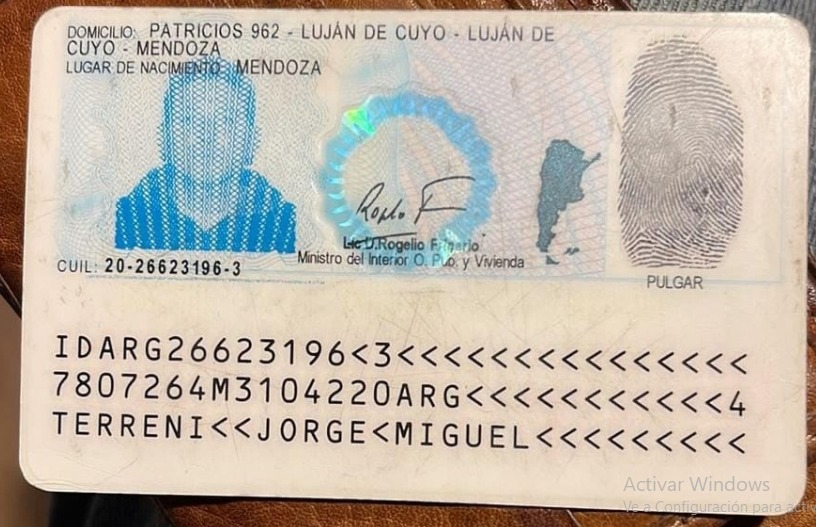 DOMICILIO: PATRICIOS 962 - LUJÁN DE CUYO - LUJÁN DE
CUYO - MENDOZA
LUGAR DE NACIMIENTO: MENDOZA
Lic D.Rogelio Frigerio
Ministro del Interior O. Pub. y Vivienda
CUIL: 20-26623196-3
PULGAR
IDARG26623196<3<<<<<<<<<<<<<<<
7807264M3104220ARG<<<<<<<<<<<4
TERRENI<<JORGE<MIGUEL<<<<<<<<<
Activar Windows
Ve a Configuración para activ